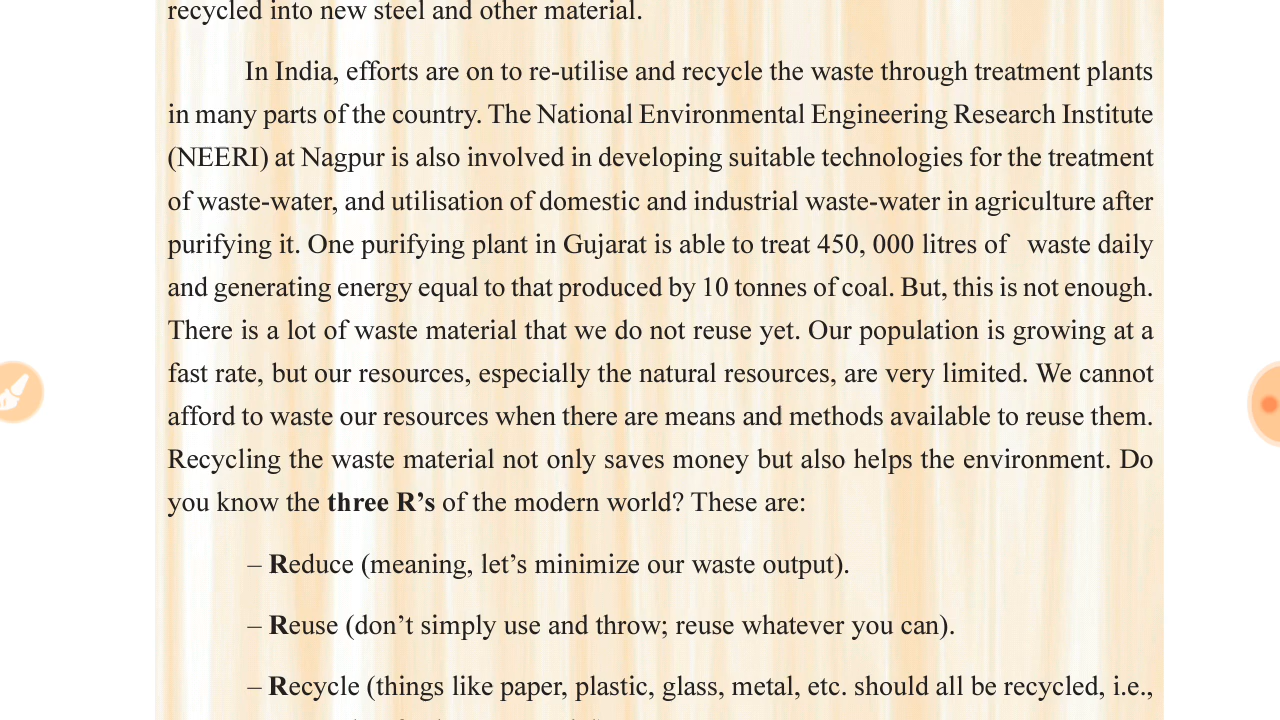 recycled into new steel and other material.
In India, efforts are on to re-utilise and recycle the waste through treatment plants
in many parts of the country. The National Environmental Engineering Research Institute
(NEERI) at Nagpur is also involved in developing suitable technologies for the treatment
of waste-water, and utilisation of domestic and industrial waste-water in agriculture after
purifying it. One purifying plant in Gujarat is able to treat 450, 000 litres of waste daily
and generating energy equal to that produced by 10 tonnes of coal. But, this is not enough.
There is a lot of waste material that we do not reuse yet. Our population is growing at a
fast rate, but our resources, especially the natural resources, are very limited. We cannot
afford to waste our resources when there are means and methods available to reuse them.
Recycling the waste material not only saves money but also helps the environment. Do
you know the three R's of the modern world? These are:
– Reduce (meaning, let's minimize our waste output).
– Reuse (don't simply use and throw; reuse whatever you can).
– Recycle (things like paper, plastic, glass, metal, etc. should all be recycled, i.e.,